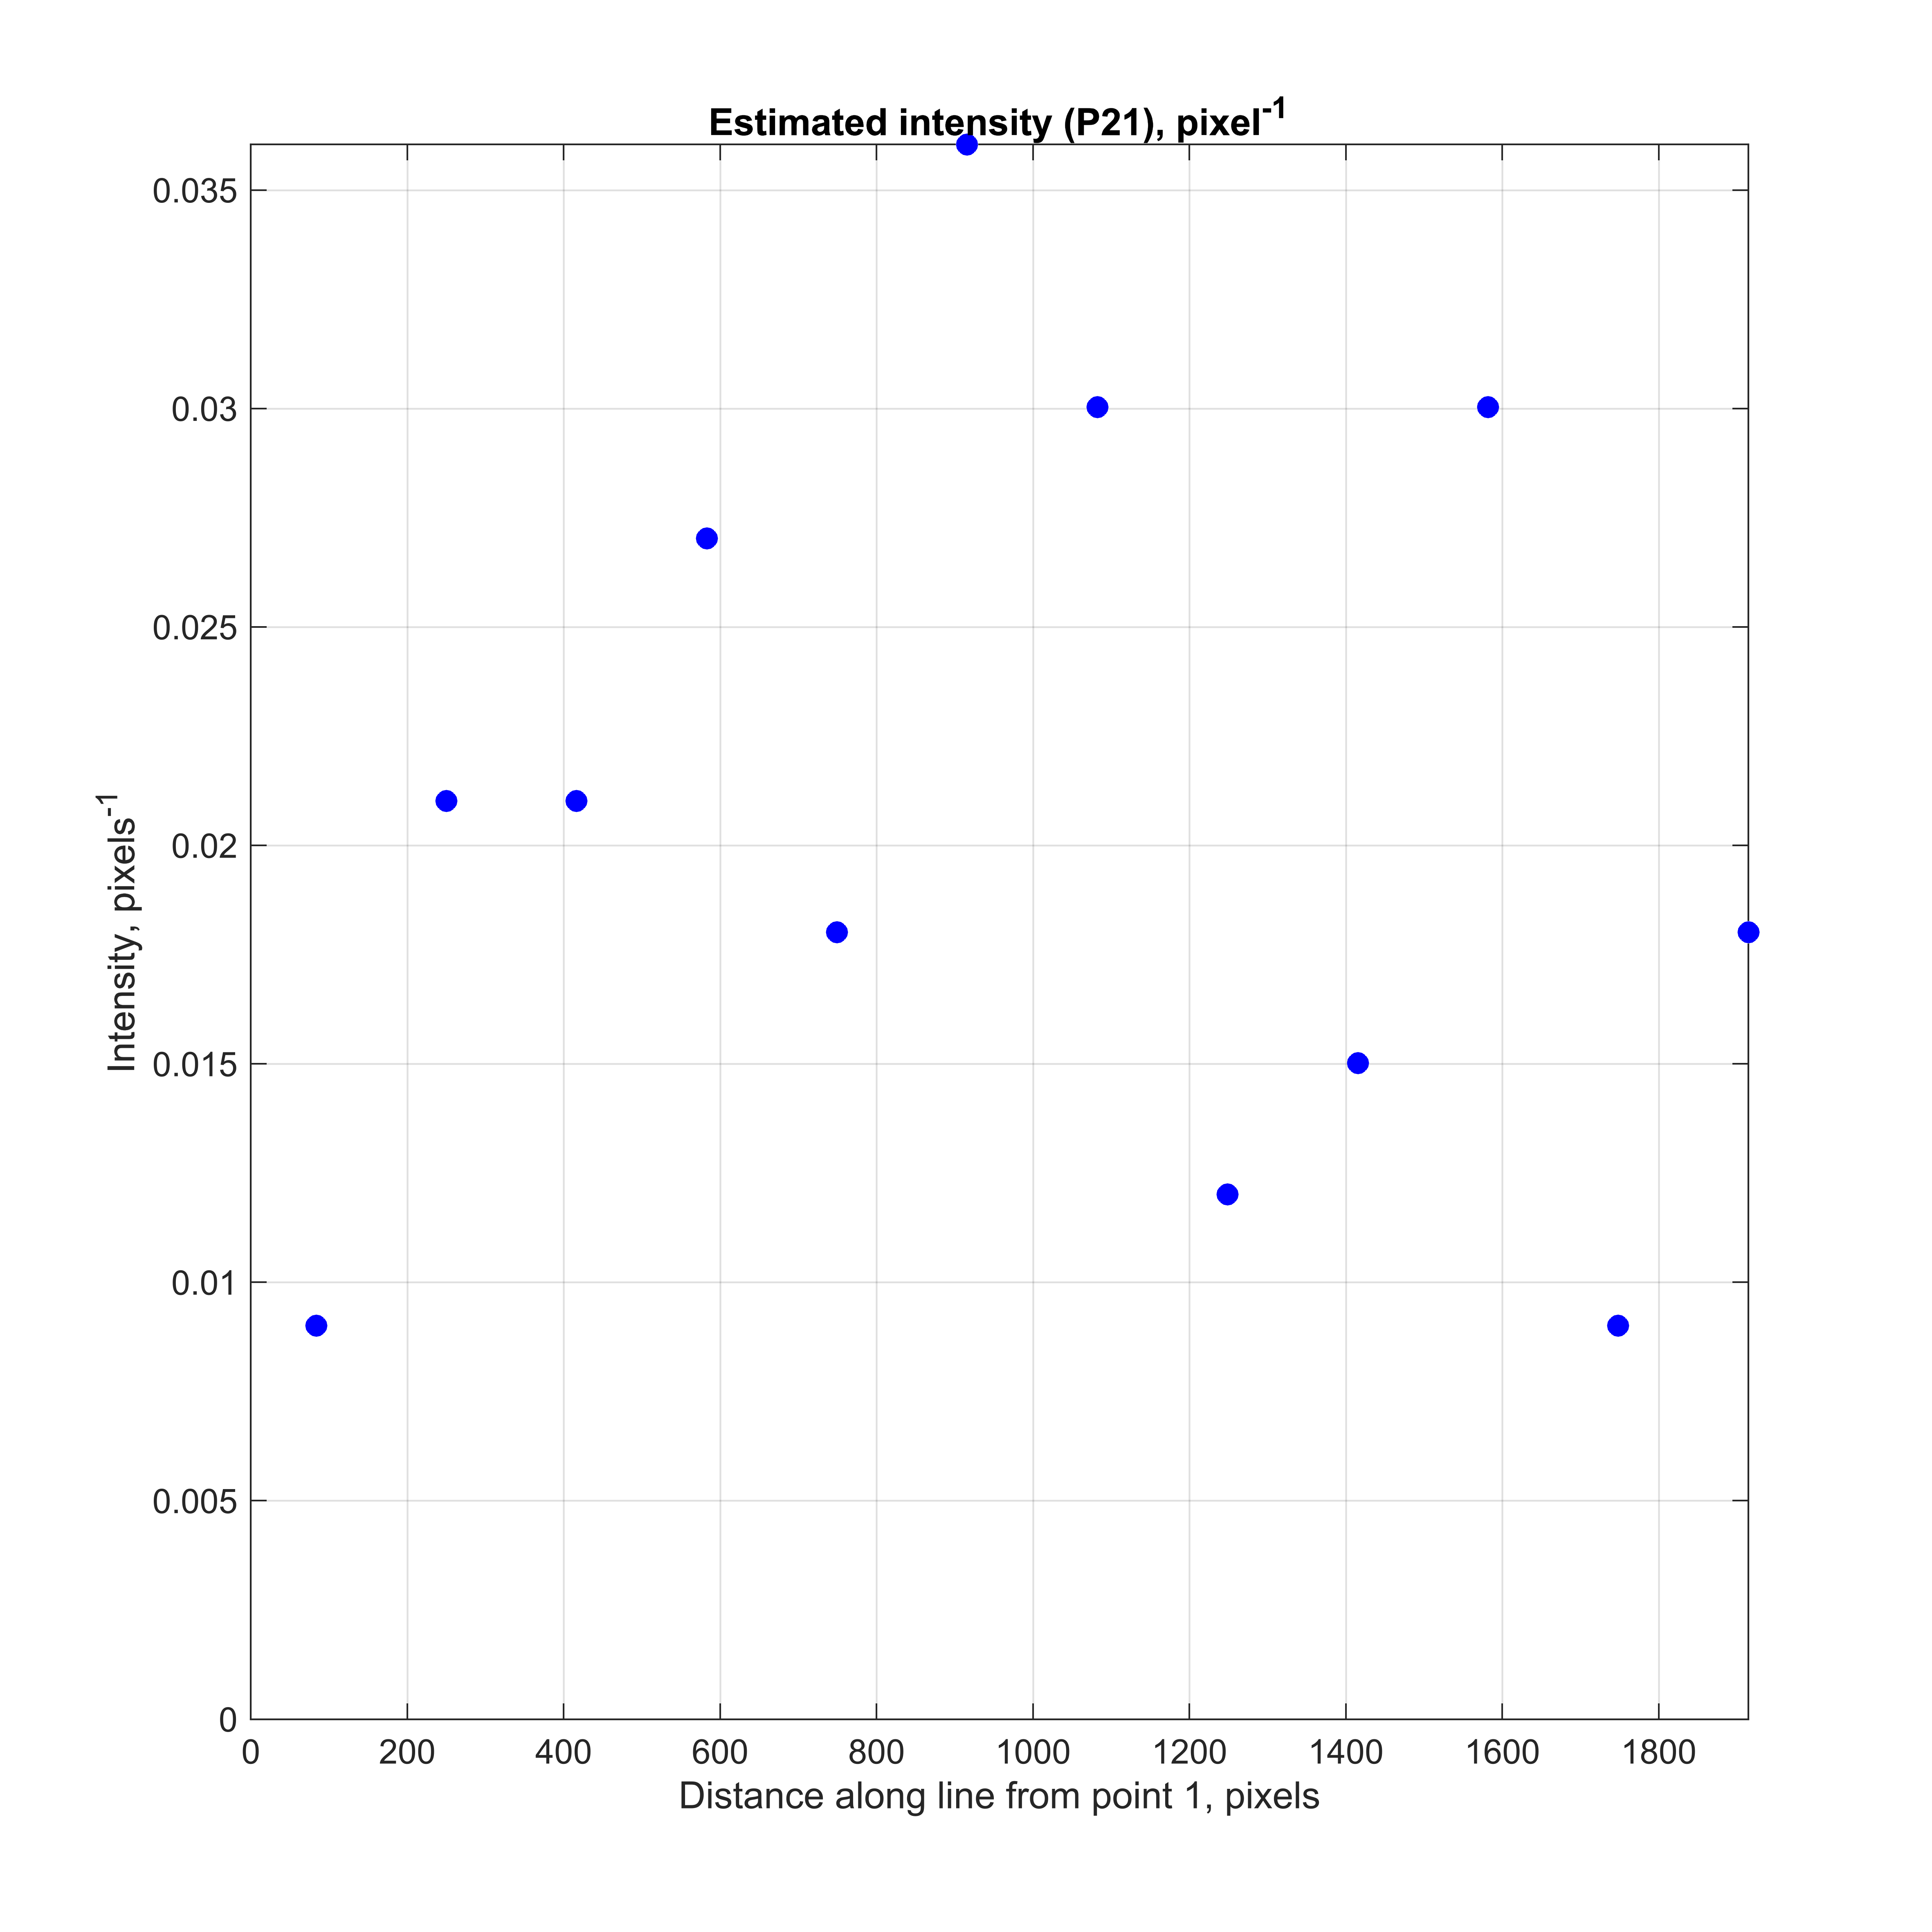 Estimated intensity (P21), pixel-1
0.035
0.03
0.025
0.02
0.015
0.01
0.005
0
Intensity, pixels-1
0 200 400 600 800 1000 1200 1400 1600 1800
Distance along line from point 1, pixels